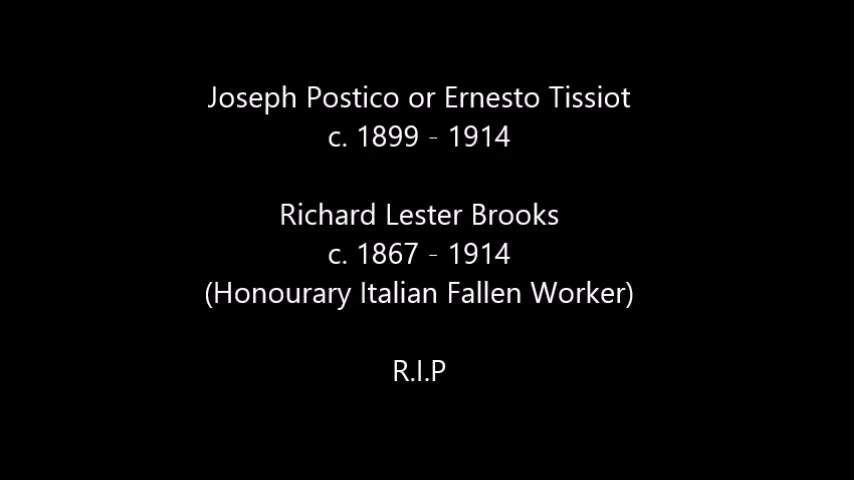 Joseph Postico or Ernesto Tissiot
c. 1899 - 1914
Richard Lester Brooks
c. 1867 - 1914
(Honourary Italian Fallen Worker)
R.I.P